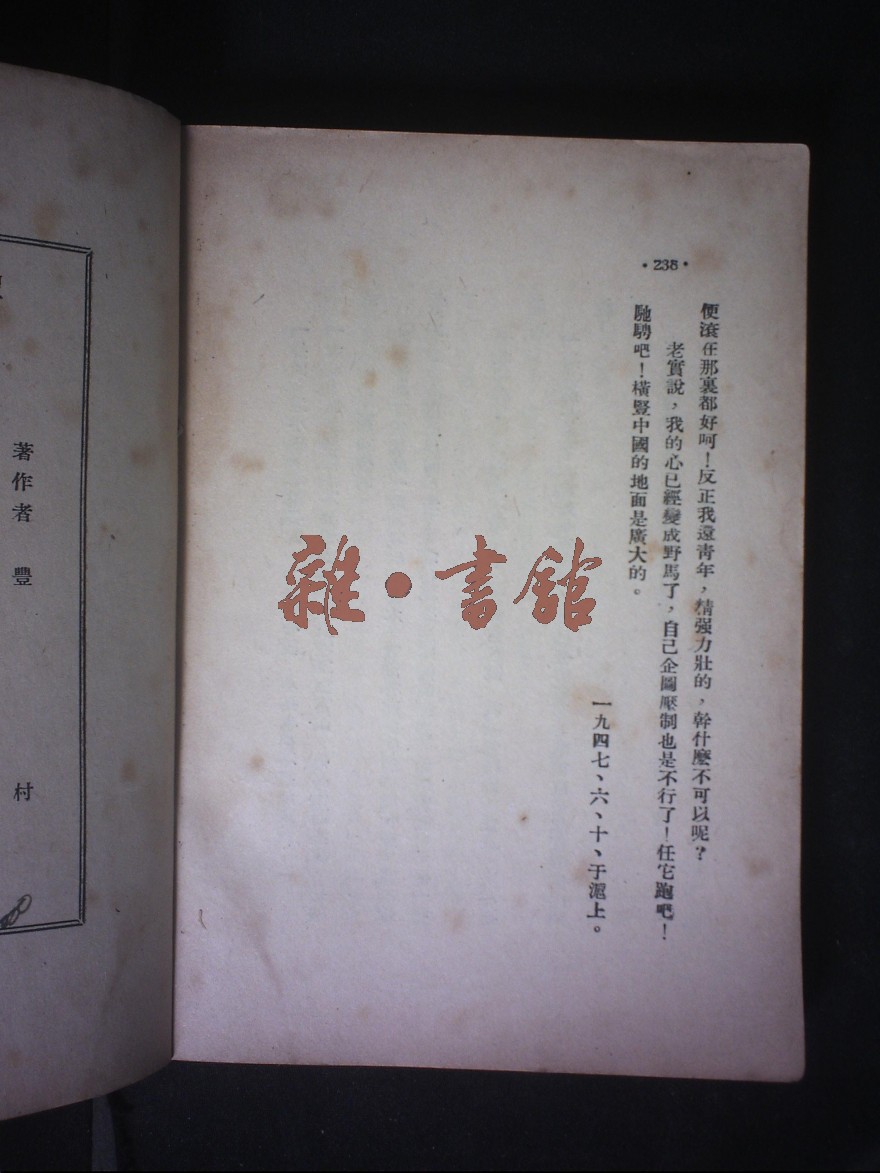 ·238·
便滾在那裏都好呵！反正我還青年，精强力壯的，幹什麽不可以呢？
老實說，我的心已經變成野馬了，自己企圖壓制也是不行了！任它跑吧！
馳騁吧！橫豎中國的地面是廣大的。
一九四七、六、十、于滬上。
雜·書館
著作者 豐 村